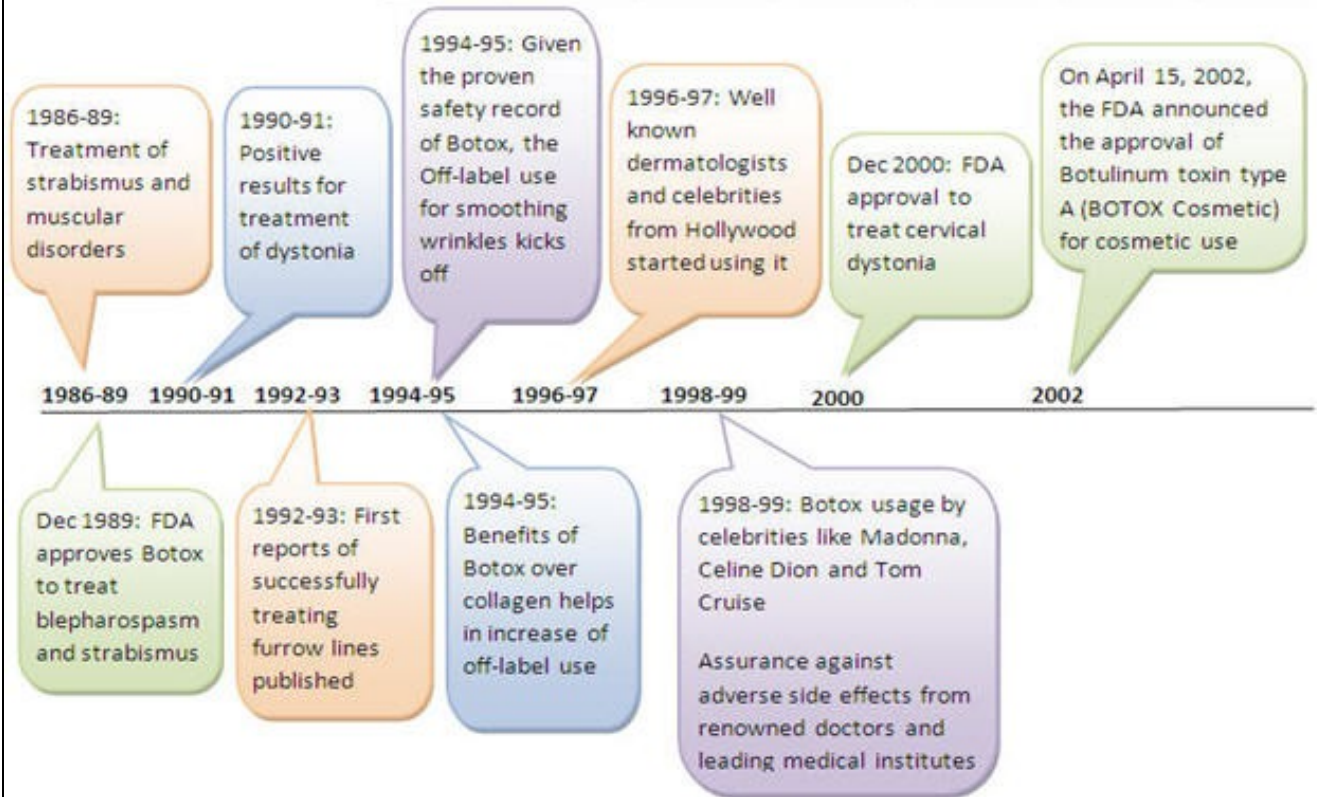 1986-89:
Treatment of
strabismus and
muscular
disorders
1990-91:
Positive
results for
treatment
of dystonia
1994-95: Given
the proven
safety record
of Botox, the
Off-label use
for smoothing
wrinkles kicks
off
1996-97: Well
known
dermatologists
and celebrities
from Hollywood
started using it
Dec 2000: FDA
approval to
treat cervical
dystonia
On April 15, 2002,
the FDA announced
the approval of
Botulinum toxin type
A (BOTOX Cosmetic)
for cosmetic use
1986-89 1990-91 1992-93 1994-95 1996-97 1998-99 2000 2002
Dec 1989: FDA
approves Botox
to treat
blepharospasm
and strabismus
1992-93: First
reports of
successfully
treating
furrow lines
published
1994-95:
Benefits of
Botox over
collagen helps
in increase of
off-label use
1998-99: Botox usage by
celebrities like Madonna,
Celine Dion and Tom
Cruise
Assurance against
adverse side effects from
renowned doctors and
leading medical institutes